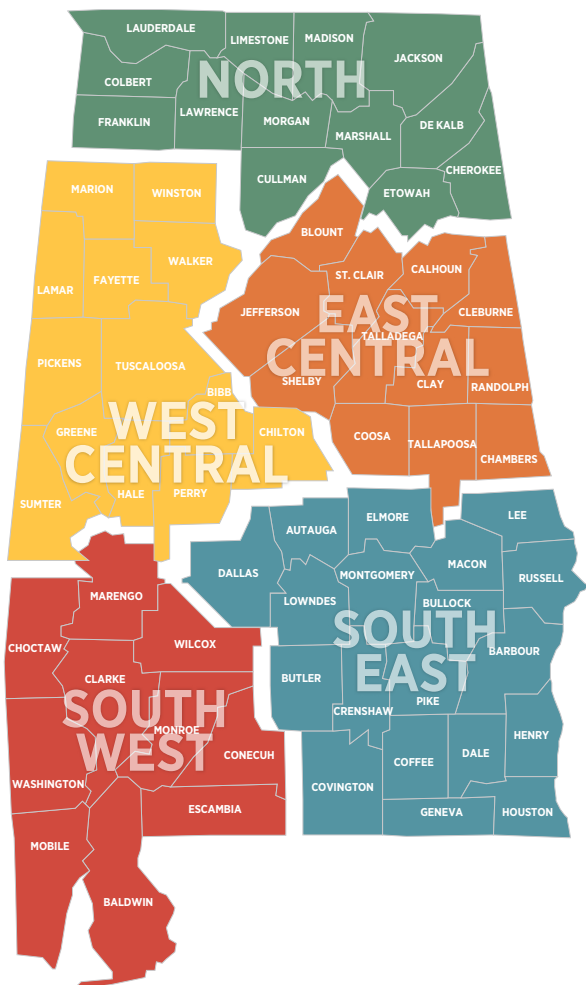 LAUDERDALE
LIMESTONE
MADISON
JACKSON
COLBERT
NORTH
LAWRENCE
FRANKLIN
MORGAN
MARSHALL
DE KALB
CHEROKEE
CULLMAN
ETOWAH
MARION
WINSTON
BLOUNT
WALKER
ST. CLAIR
CALHOUN
FAYETTE
LAMAR
JEFFERSON
CLEBURNE
EAST
CENTRAL
TALLADEGA
PICKENS
TUSCALOOSA
SHELBY
CLAY
RANDOLPH
BIBB
WEST
CENTRAL
GREENE
CHILTON
COOSA
TALLAPOOSA
CHAMBERS
HALE
PERRY
SUMTER
ELMORE
LEE
AUTAUGA
MACON
DALLAS
MONTGOMERY
RUSSELL
MARENGO
LOWNDES
BULLOCK
SOUTH
EAST
CHOCTAW
WILCOX
BARBOUR
CLARKE
BUTLER
PIKE
CRENSHAW
SOUTH
WEST
MONROE
HENRY
CONECUH
DALE
COFFEE
WASHINGTON
COVINGTON
ESCAMBIA
GENEVA
HOUSTON
MOBILE
BALDWIN